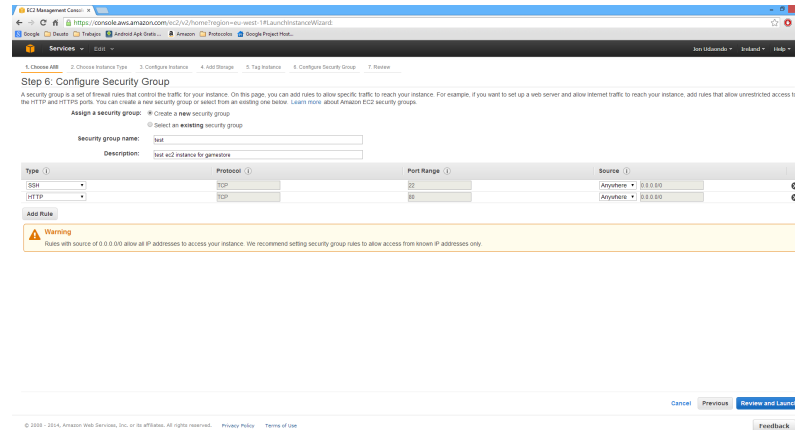 EC2 Management Consol
https://console.aws.amazon.com/ec2/v2/home?region=eu-west-1#LaunchInstanceWizard:
Google Deusto Trabajos Android Apk Gratis ... Amazon Protocolos Google Project Host...
Services Edit Jon Udaondo Ireland Help
1. Choose AMI 2. Choose Instance Type 3. Configure Instance 4. Add Storage 5. Tag Instance 6. Configure Security Group 7. Review
Step 6: Configure Security Group
A security group is a set of firewall rules that control the traffic for your instance. On this page, you can add rules to allow specific traffic to reach your instance. For example, if you want to set up a web server and allow Internet traffic to reach your instance, add rules that allow unrestricted access t
the HTTP and HTTPS ports. You can create a new security group or select from an existing one below. Learn more about Amazon EC2 security groups.
Assign a security group: Create a new security group
Select an existing security group
Security group name: test
Description: test ec2 instance for gamestore
Type Protocol Port Range Source
SSH TCP 22 Anywhere 0.0.0.0/0
HTTP TCP 80 Anywhere 0.0.0.0/0
Add Rule
Warning
Rules with source of 0.0.0.0/0 allow all IP addresses to access your instance. We recommend setting security group rules to allow access from known IP addresses only.
Cancel Previous Review and Launc
© 2008 - 2014, Amazon Web Services, Inc. or its affiliates. All rights reserved. Privacy Policy Terms of Use Feedback